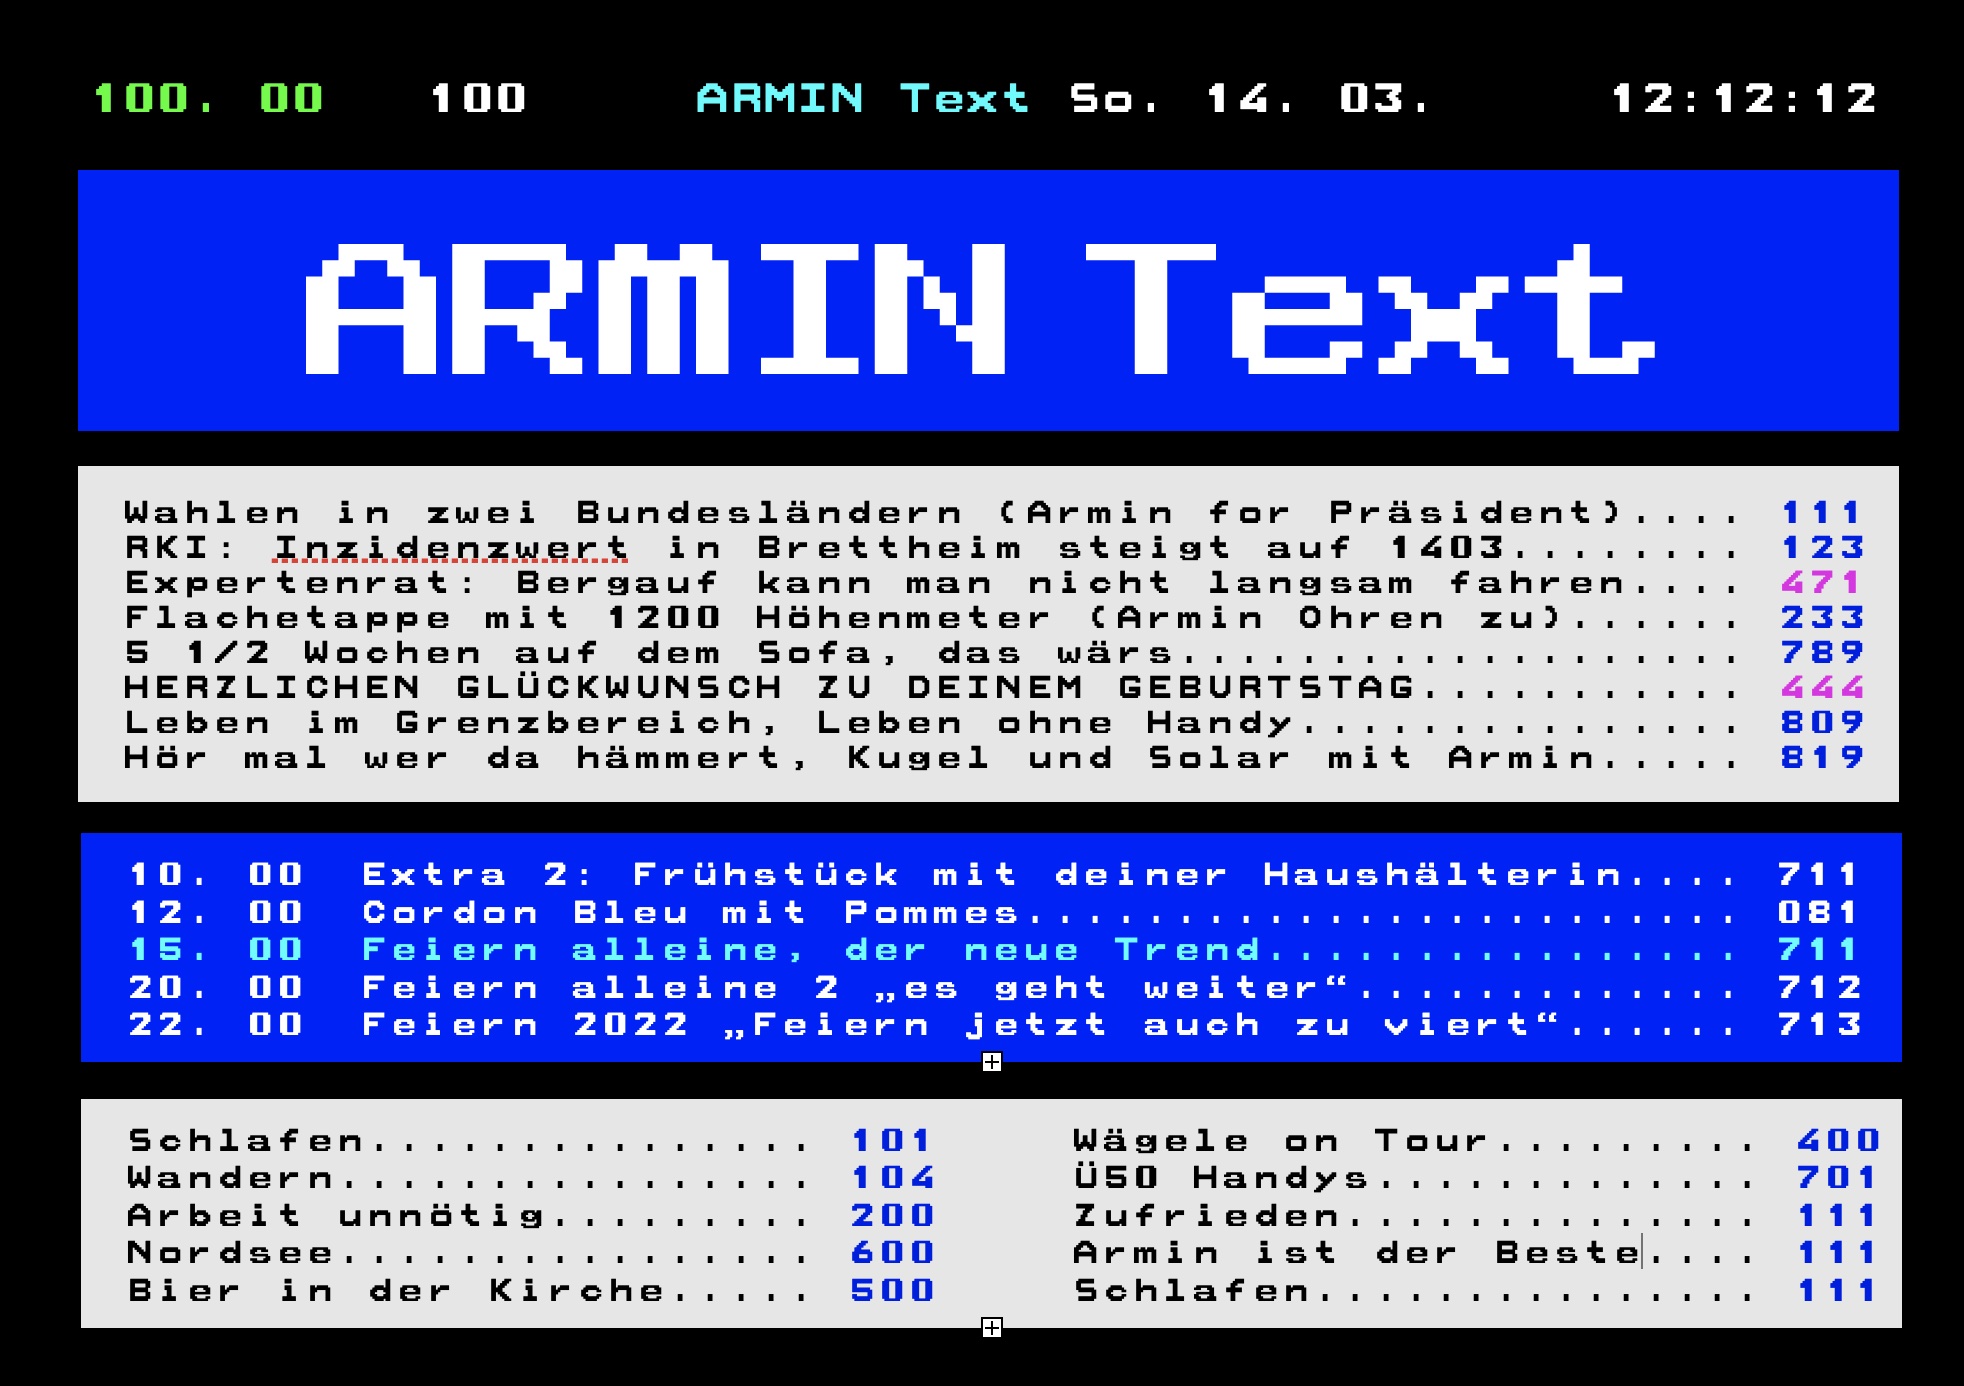 100. 00 100 ARMIN Text So. 14. 03. 12:12:12
ARMIN Text
Wahlen in zwei Bundesländern (Armin for Präsident).... 111
RKI: Inzidenzwert in Brettheim steigt auf 1403........ 123
Expertenrat: Bergauf kann man nicht langsam fahren.... 471
Flachetappe mit 1200 Höhenmeter (Armin Ohren zu)...... 233
5 1/2 Wochen auf dem Sofa, das wärs................... 789
HERZLICHEN GLÜCKWUNSCH ZU DEINEM GEBURTSTAG........... 444
Leben im Grenzbereich, Leben ohne Handy............... 809
Hör mal wer da hämmert, Kugel und Solar mit Armin..... 819
10. 00 Extra 2: Frühstück mit deiner Haushälterin.... 711
12. 00 Cordon Bleu mit Pommes........................ 081
15. 00 Feiern alleine, der neue Trend................ 711
20. 00 Feiern alleine 2 „es geht weiter“............. 712
22. 00 Feiern 2022 „Feiern jetzt auch zu viert“...... 713
Schlafen............... 101
Wandern................ 104
Arbeit unnötig......... 200
Nordsee................ 600
Bier in der Kirche..... 500
Wägele on Tour......... 400
Ü50 Handys............. 701
Zufrieden.............. 111
Armin ist der Beste.... 111
Schlafen............... 111